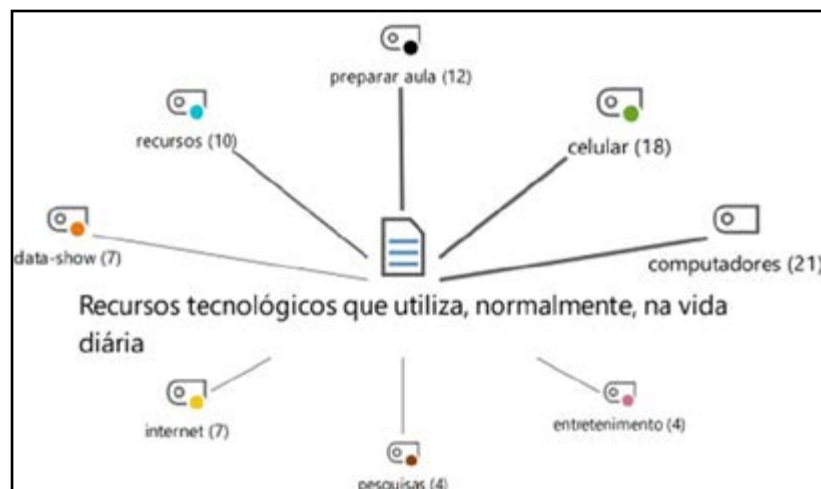 preparar aula (12)
recursos (10)
celular (18)
data-show (7)
computadores (21)
Recursos tecnológicos que utiliza, normalmente, na vida
diária
internet (7)
entretenimento (4)
pesquisas (4)